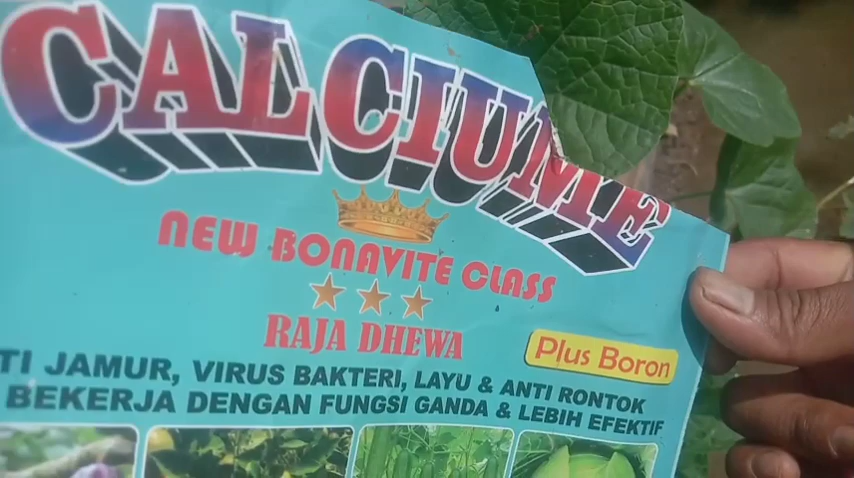 CALCIUME
NEW BONAVITE CLASS
RAJA DHEWA
Plus Boron
TI JAMUR, VIRUS BAKTERI, LAYU & ANTI RONTOK
BEKERJA DENGAN FUNGSI GANDA & LEBIH EFEKTIF